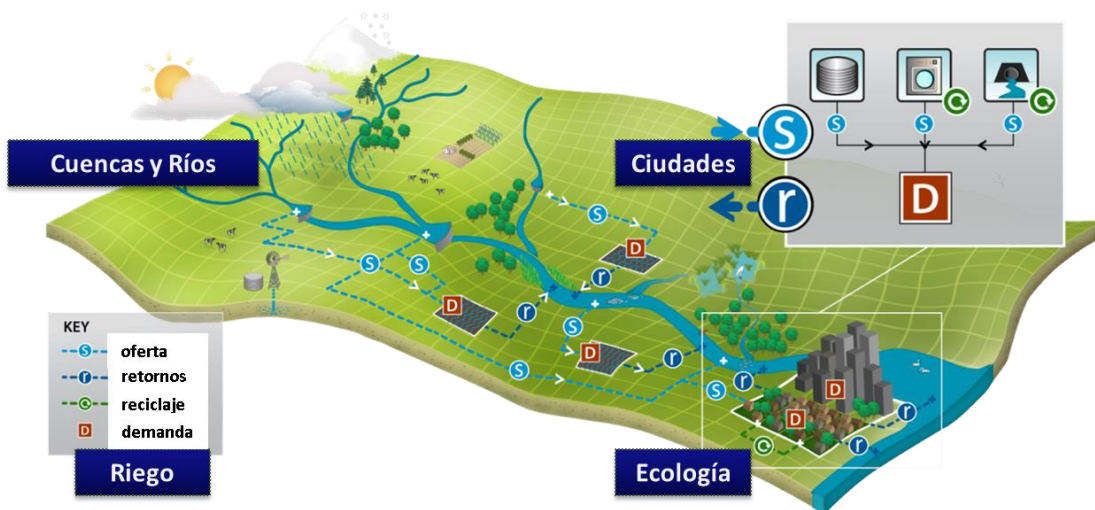 Cuencas y Ríos
Ciudades
S
r
S
S
S
D
S
D
r
S
S
D
r
S
D
r
S
S
r
D
D
r
r
KEY
S oferta
r retornos
reciclaje
D demanda
Riego
Ecología